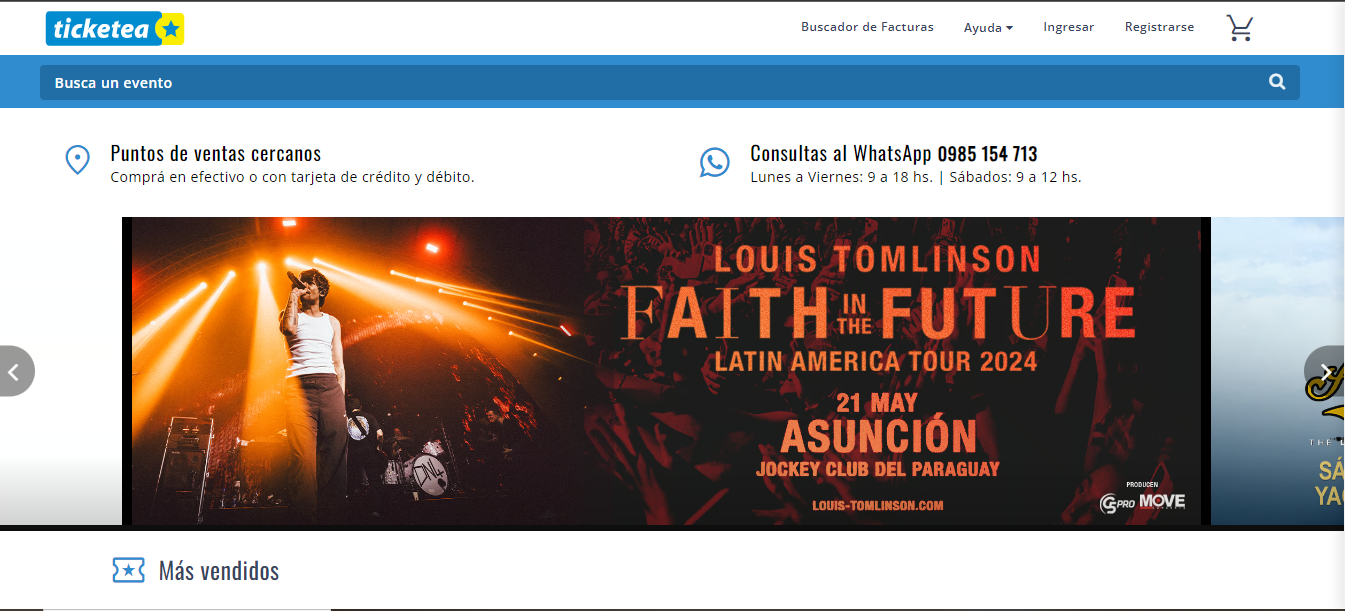 ticketea
Buscador de Facturas
Ayuda
Ingresar
Registrarse
Busca un evento
Puntos de ventas cercanos
Comprá en efectivo o con tarjeta de crédito y débito.
Consultas al WhatsApp 0985 154 713
Lunes a Viernes: 9 a 18 hs. | Sábados: 9 a 12 hs.
LOUIS TOMLINSON
FAITH IN THE FUTURE
LATIN AMERICA TOUR 2024
21 MAY
ASUNCIÓN
JOCKEY CLUB DEL PARAGUAY
LOUIS-TOMLINSON.COM
PRODUCEN
G5PRO MOVE
DN4
THE L
SÁ
YA
Más vendidos